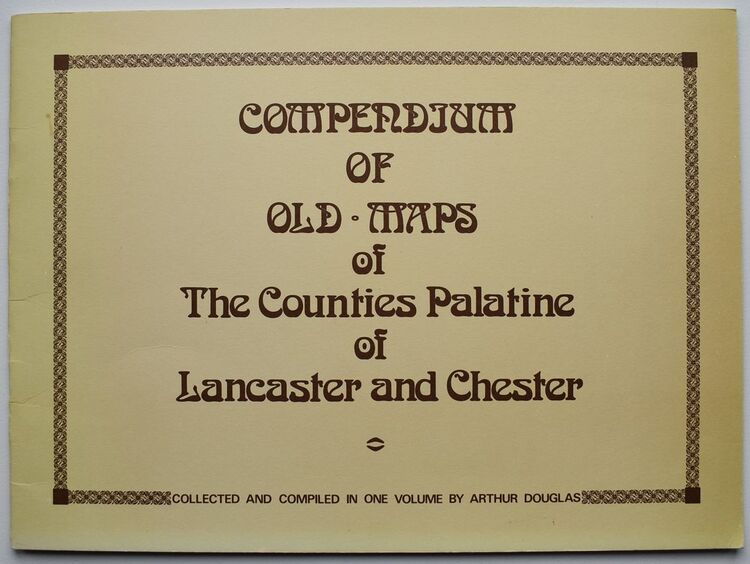 COMPENDIUM
OF
OLD · MAPS
of
The Counties Palatine
of
Lancaster and Chester
COLLECTED AND COMPILED IN ONE VOLUME BY ARTHUR DOUGLAS